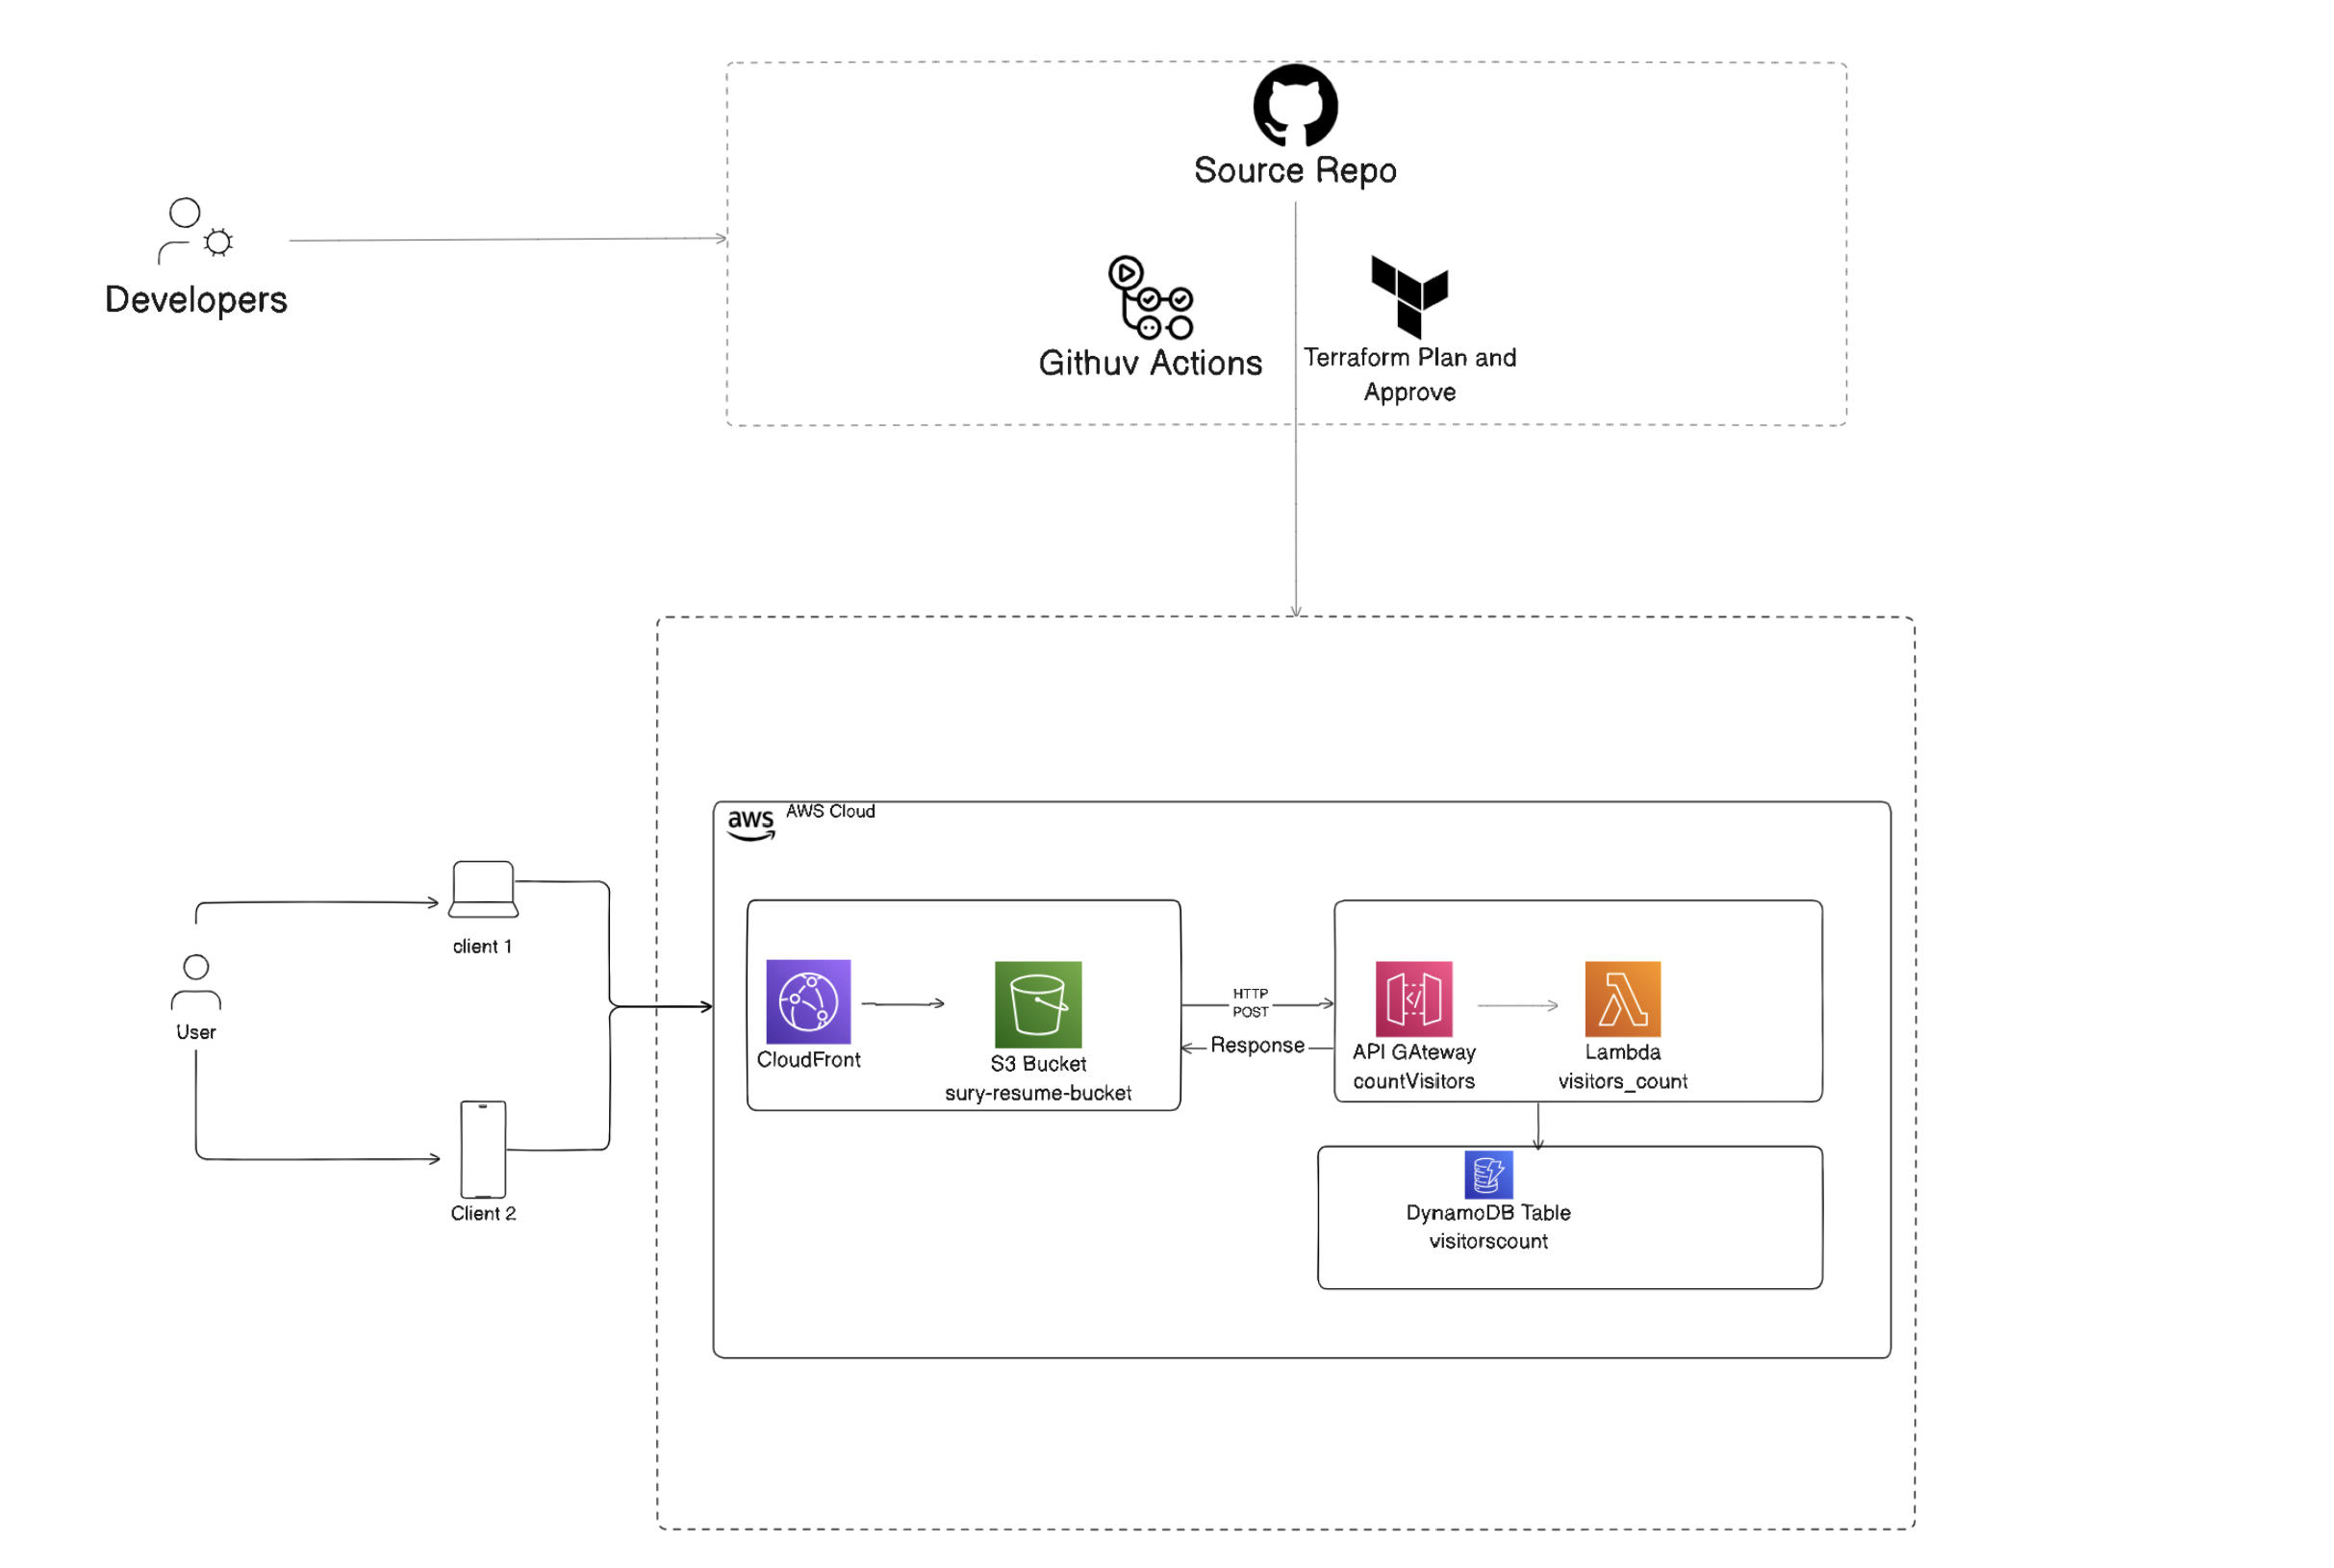 Source Repo
Developers
Githuv Actions
Terraform Plan and
Approve
aws
AWS Cloud
client 1
User
Client 2
CloudFront
S3 Bucket
sury-resume-bucket
HTTP
POST
Response
API GAteway
countVisitors
Lambda
visitors_count
DynamoDB Table
visitorscount